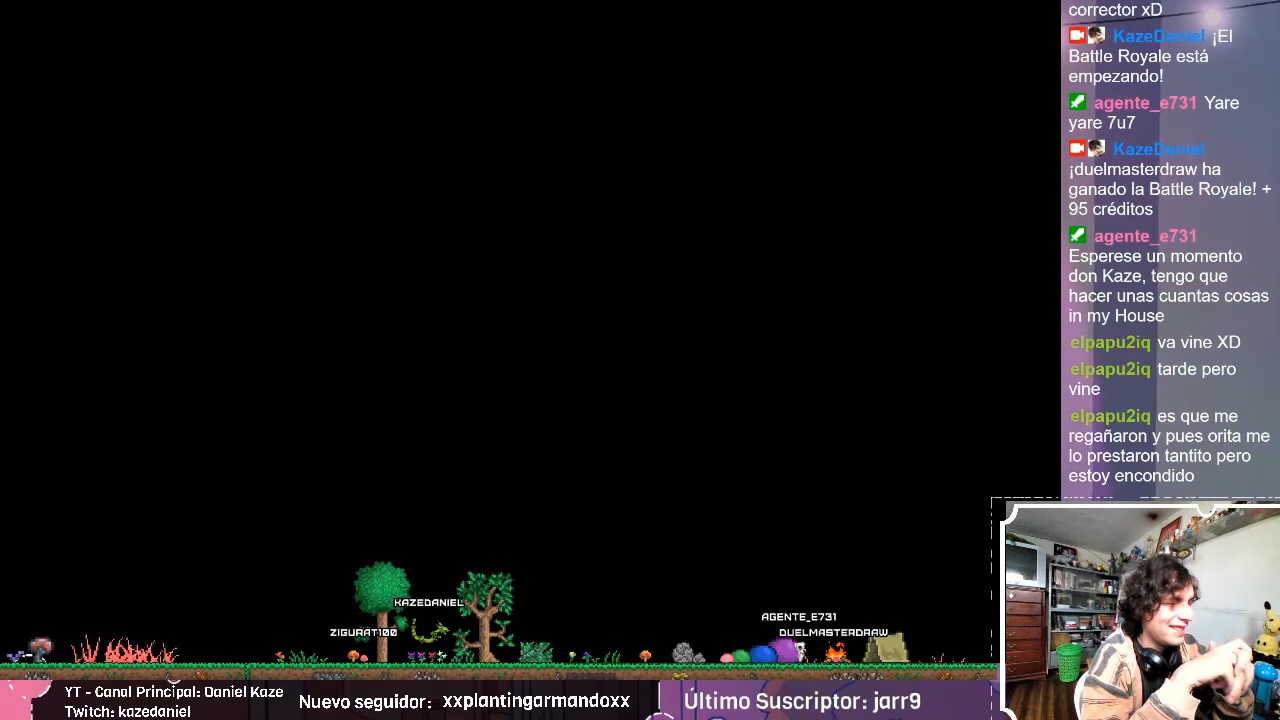 corrector xD
KazeDaniel ¡El
Battle Royale está
empezando!
agente_e731 Yare
yare 7u7
KazeDaniel
¡duelmasterdraw ha
ganado la Battle Royale! +
95 créditos
agente_e731
Esperese un momento
don Kaze, tengo que
hacer unas cuantas cosas
in my House
elpapu2iq va vine XD
elpapu2iq tarde pero
vine
elpapu2iq es que me
regañaron y pues orita me
lo prestaron tantito pero
estoy encondido
KAZEDANIEL
ZIGURAT100
AGENTE_E731
DUELMASTERDRAW
YT - Canal Principal: Daniel Kaze
Twitch: kazedaniel
Nuevo seguidor: xxplantingarmandoxx
Último Suscriptor: jarr9